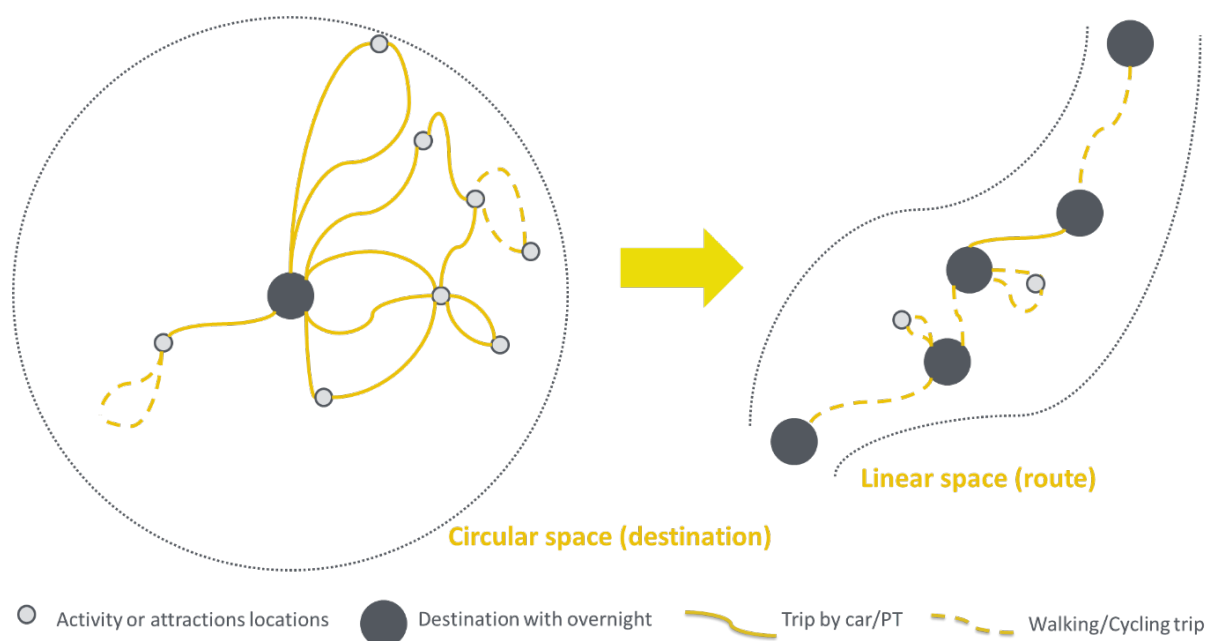 Linear space (route)
Circular space (destination)
Activity or attractions locations
Destination with overnight
Trip by car/PT
Walking/Cycling trip